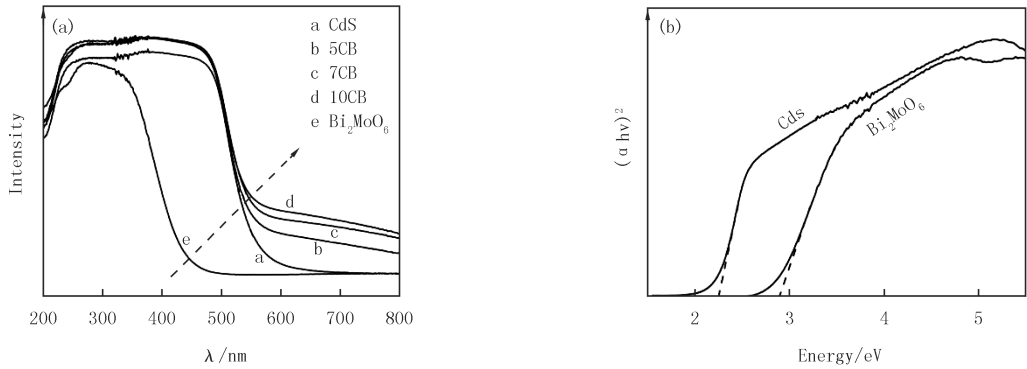 (a)
a CdS
b 5CB
c 7CB
d 10CB
e Bi₂MoO₆
Intensity
d
c
b
a
e
200 300 400 500 600 700 800
λ/nm
(b)
(αhν)²
Cds
Bi₂MoO₆
2 3 4 5
Energy/eV